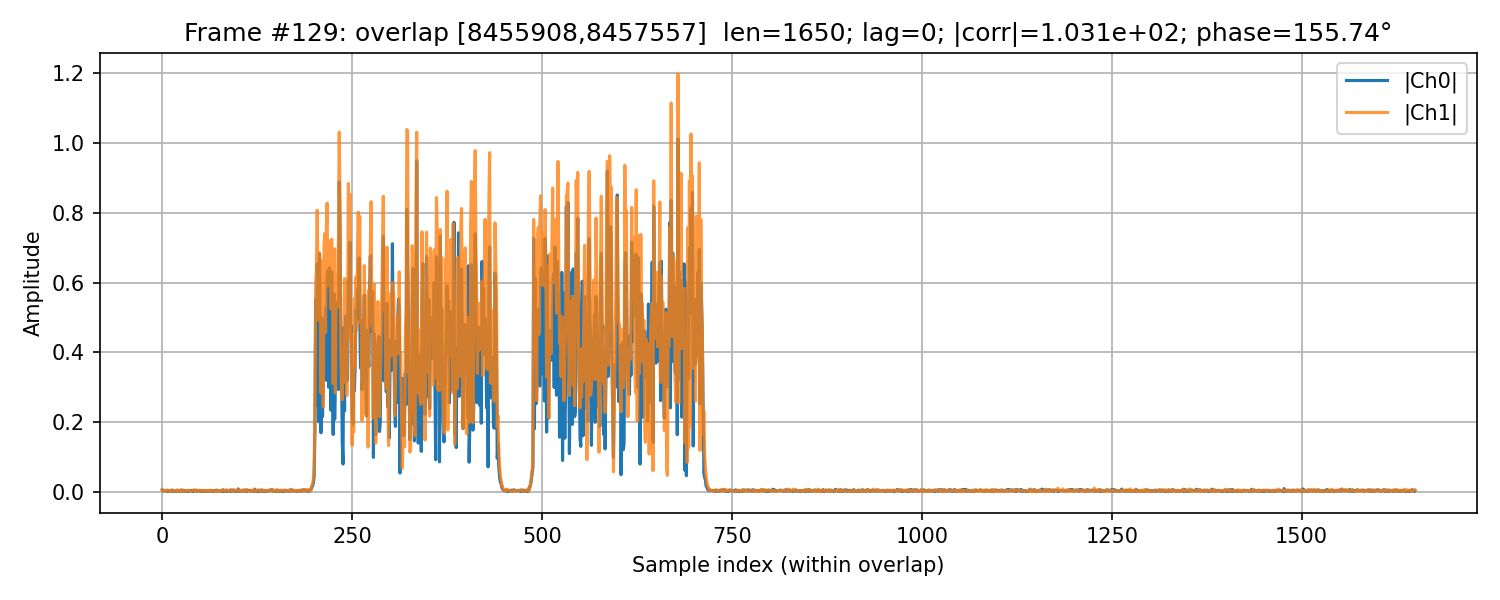 Frame #129: overlap [8455908,8457557]  len=1650; lag=0; |corr|=1.031e+02; phase=155.74°
|Ch0|
|Ch1|
Amplitude
1.2
1.0
0.8
0.6
0.4
0.2
0.0
0 250 500 750 1000 1250 1500
Sample index (within overlap)